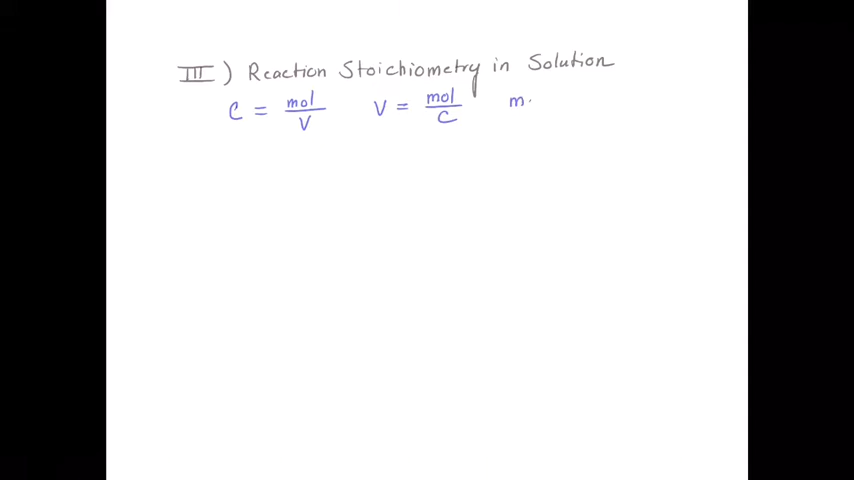 III) Reaction Stoichiometry in Solution
C = mol/V V = mol/C m